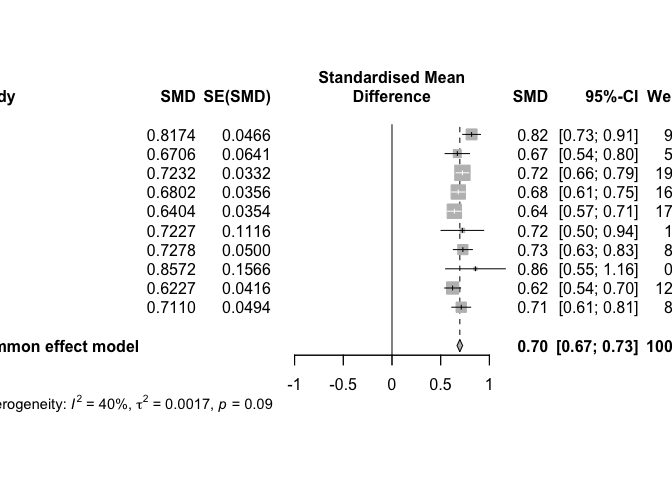 Standardised Mean
dy SMD SE(SMD) Difference SMD 95%-CI We
0.8174 0.0466 0.82 [0.73; 0.91] 9
0.6706 0.0641 0.67 [0.54; 0.80] 5
0.7232 0.0332 0.72 [0.66; 0.79] 19
0.6802 0.0356 0.68 [0.61; 0.75] 16
0.6404 0.0354 0.64 [0.57; 0.71] 17
0.7227 0.1116 0.72 [0.50; 0.94] 1
0.7278 0.0500 0.73 [0.63; 0.83] 8
0.8572 0.1566 0.86 [0.55; 1.16] 0
0.6227 0.0416 0.62 [0.54; 0.70] 12
0.7110 0.0494 0.71 [0.61; 0.81] 8
mmon effect model 0.70 [0.67; 0.73] 100
-1 -0.5 0 0.5 1
erogeneity: I² = 40%, τ² = 0.0017, p = 0.09